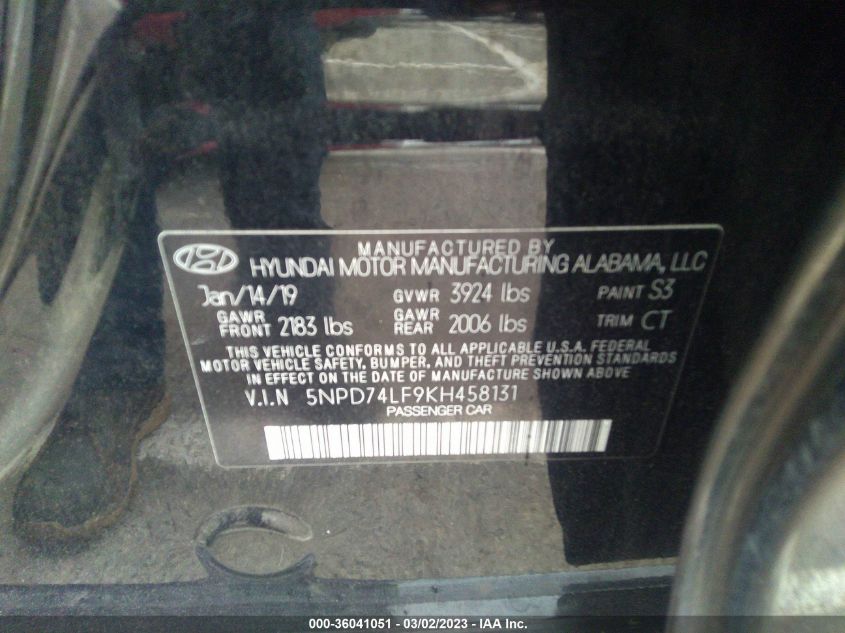 MANUFACTURED BY
HYUNDAI MOTOR MANUFACTURING ALABAMA, LLC
Jan/14/19 GVWR 3924 lbs PAINT S3
GAWR FRONT 2183 lbs GAWR REAR 2006 lbs TRIM CT
THIS VEHICLE CONFORMS TO ALL APPLICABLE U.S.A. FEDERAL
MOTOR VEHICLE SAFETY, BUMPER, AND THEFT PREVENTION STANDARDS
IN EFFECT ON THE DATE OF MANUFACTURE SHOWN ABOVE
V.I.N 5NPD74LF9KH458131
PASSENGER CAR
000-36041051 - 03/02/2023 - IAA Inc.